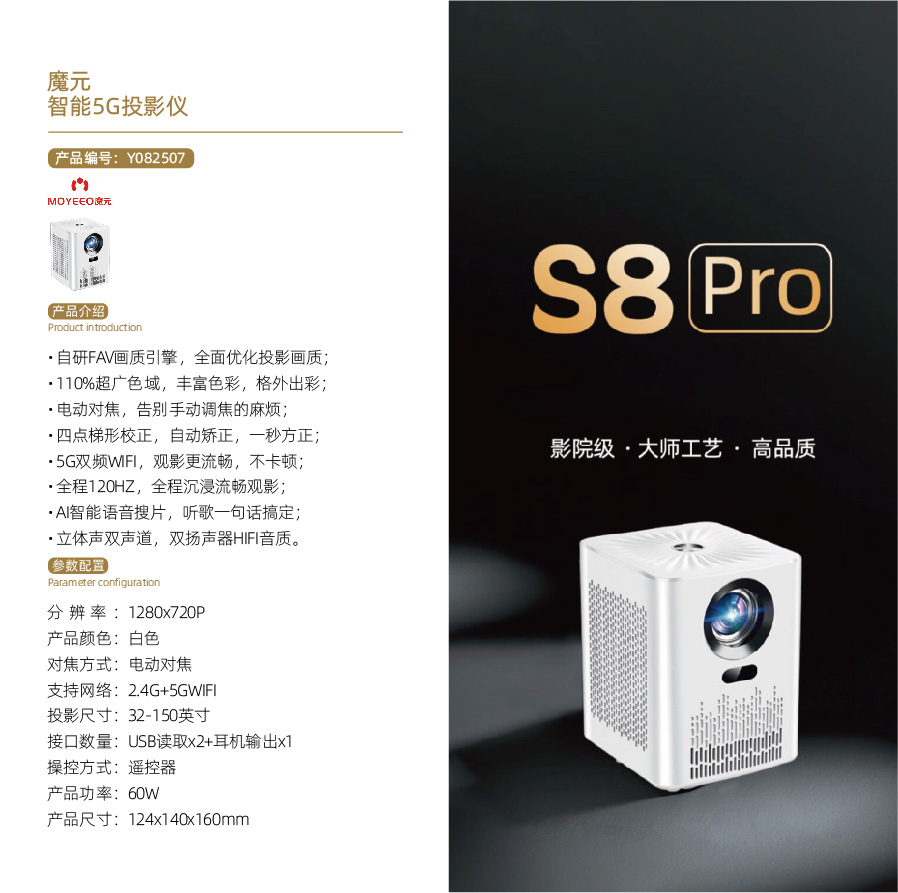 魔元
智能5G投影仪
产品编号：Y082507
MOYEEO魔元
产品介绍
Product introduction
• 自研FAV画质引擎，全面优化投影画质；
• 110%超广色域，丰富色彩，格外出彩；
• 电动对焦，告别手动调焦的麻烦；
• 四点梯形校正，自动矫正，一秒方正；
• 5G双频WIFI，观影更流畅，不卡顿；
• 全程120HZ，全程沉浸流畅观影；
• AI智能语音搜片，听歌一句话搞定；
• 立体声双声道，双扬声器HIFI音质。
参数配置
Parameter configuration
分 辨 率 ：1280x720P
产品颜色：白色
对焦方式：电动对焦
支持网络：2.4G+5GWIFI
投影尺寸：32-150英寸
接口数量：USB读取x2+耳机输出x1
操控方式：遥控器
产品功率：60W
产品尺寸：124x140x160mm
S8 Pro
影院级 · 大师工艺 · 高品质